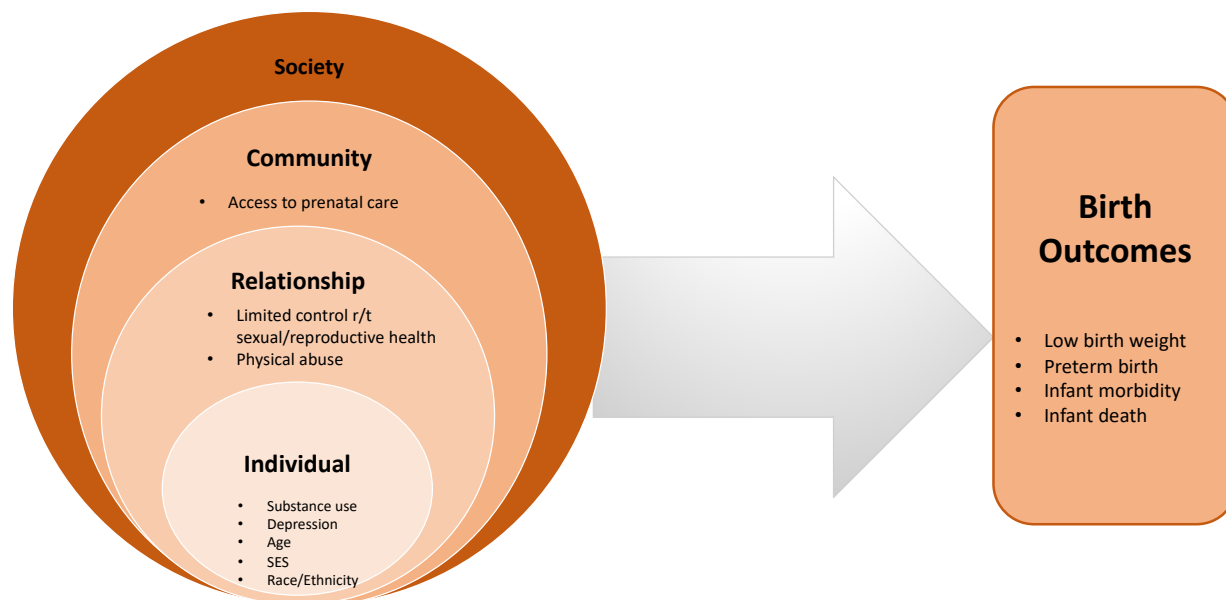 Society
Community
• Access to prenatal care
Relationship
• Limited control r/t
sexual/reproductive health
• Physical abuse
Individual
• Substance use
• Depression
• Age
• SES
• Race/Ethnicity
Birth
Outcomes
• Low birth weight
• Preterm birth
• Infant morbidity
• Infant death